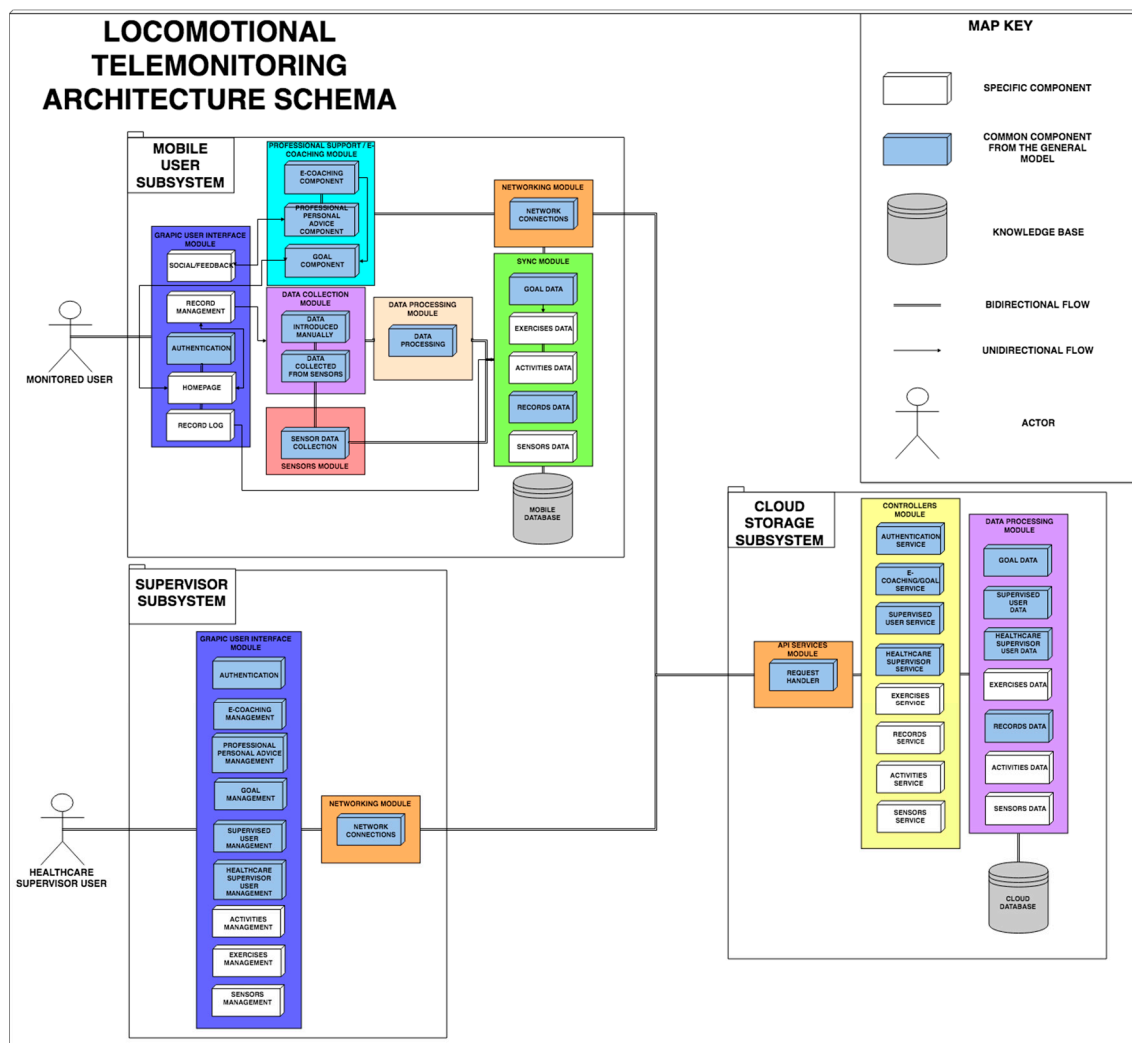 LOCOMOTIONAL
TELEMONITORING
ARCHITECTURE SCHEMA
MAP KEY
SPECIFIC COMPONENT
COMMON COMPONENT
FROM THE GENERAL
MODEL
KNOWLEDGE BASE
BIDIRECTIONAL FLOW
UNIDIRECTIONAL FLOW
ACTOR
MOBILE
USER
SUBSYSTEM
PROFESSIONAL SUPPORT / E-
COACHING MODULE
E-COACHING
COMPONENT
PROFESSIONAL
PERSONAL
ADVICE
COMPONENT
GOAL
COMPONENT
GRAPIC USER INTERFACE
MODULE
SOCIAL/FEEDBACK
RECORD
MANAGEMENT
AUTHENTICATION
HOMEPAGE
RECORD LOG
MONITORED USER
DATA COLLECTION
MODULE
DATA
INTRODUCED
MANUALLY
DATA
COLLECTED
FROM SENSORS
DATA PROCESSING
MODULE
DATA
PROCESSING
SENSOR DATA
COLLECTION
SENSORS MODULE
NETWORKING MODULE
NETWORK
CONNECTIONS
SYNC MODULE
GOAL DATA
EXERCISES DATA
ACTIVITIES DATA
RECORDS DATA
SENSORS DATA
MOBILE
DATABASE
SUPERVISOR
SUBSYSTEM
GRAPIC USER INTERFACE
MODULE
AUTHENTICATION
E-COACHING
MANAGEMENT
PROFESSIONAL
PERSONAL ADVICE
MANAGEMENT
GOAL
MANAGEMENT
SUPERVISED
USER
MANAGEMENT
HEALTHCARE
SUPERVISOR
USER
MANAGEMENT
ACTIVITIES
MANAGEMENT
EXERCISES
MANAGEMENT
SENSORS
MANAGEMENT
HEALTHCARE
SUPERVISOR USER
NETWORKING MODULE
NETWORK
CONNECTIONS
CLOUD
STORAGE
SUBSYSTEM
API SERVICES
MODULE
REQUEST
HANDLER
CONTROLLERS
MODULE
AUTHENTICATION
SERVICE
E-
COACHING/GOAL
SERVICE
SUPERVISED
USER SERVICE
HEALTHCARE
SUPERVISOR
SERVICE
EXERCISES
SERVICE
RECORDS
SERVICE
ACTIVITIES
SERVICE
SENSORS
SERVICE
DATA PROCESSING
MODULE
GOAL DATA
SUPERVISED
USER
DATA
HEALTHCARE
SUPERVISOR
USER DATA
EXERCISES DATA
RECORDS DATA
ACTIVITIES DATA
SENSORS DATA
CLOUD
DATABASE